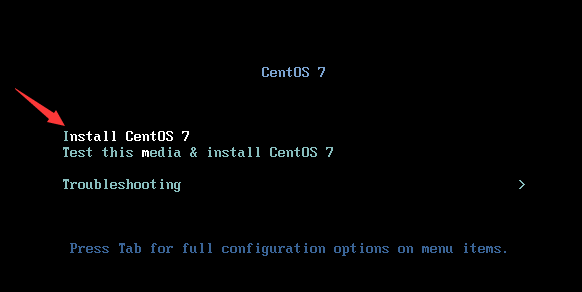 CentOS 7
Install CentOS 7
Test this media & install CentOS 7
Troubleshooting >
Press Tab for full configuration options on menu items.